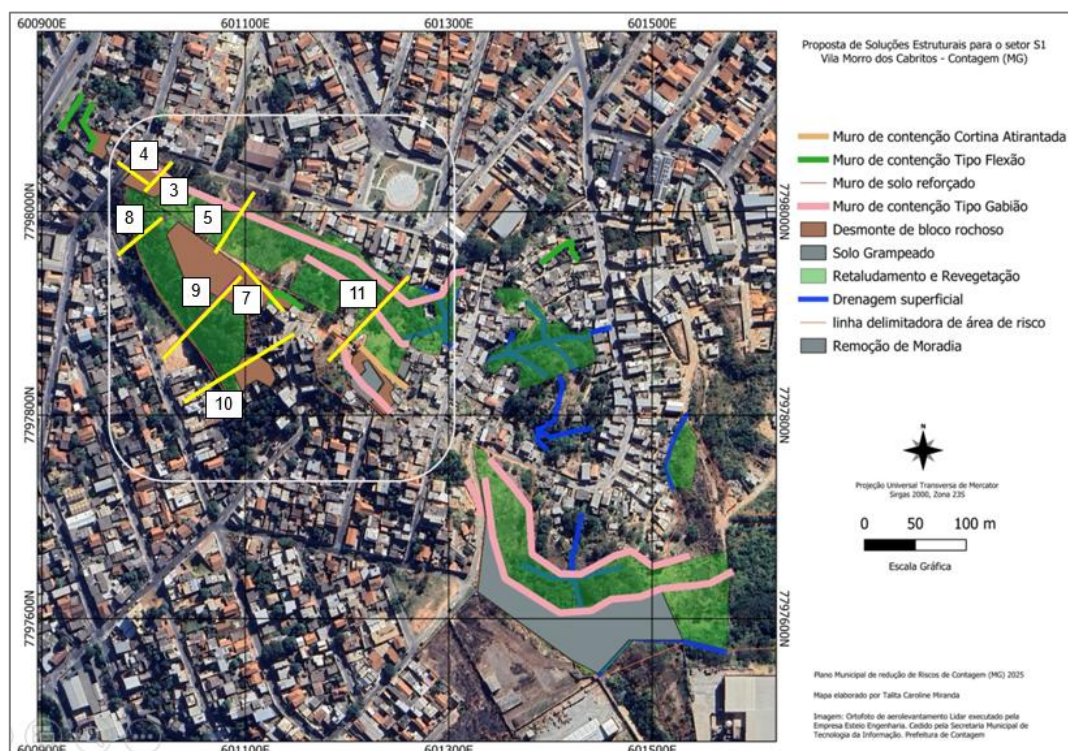 600900E 601100E 601300E 601500E
Proposta de Soluções Estruturais para o setor S1
Vila Morro dos Cabritos - Contagem (MG)
Muro de contenção Cortina Atirantada
Muro de contenção Tipo Flexão
Muro de solo reforçado
Muro de contenção Tipo Gabião
Desmonte de bloco rochoso
Solo Grampeado
Retaludamento e Revegetação
Drenagem superficial
linha delimitadora de área de risco
Remoção de Moradia
4
3
8
5
9
7
11
10
7798000N
7797800N
7797600N
7798000N
7797800N
7797600N
N
Projeção Universal Transversa de Mercator
Sirgas 2000, Zona 23S
0 50 100 m
Escala Gráfica
Plano Municipal de redução de Riscos de Contagem (MG) 2025
Mapa elaborado por Talita Caroline Miranda
Imagem: Ortofoto de aerolevantamento Lidar executado pela
Empresa Esteio Engenharia. Cedido pela Secretaria Municipal de
Tecnologia da Informação. Prefeitura de Contagem
600900E 601100E 601300E 601500E